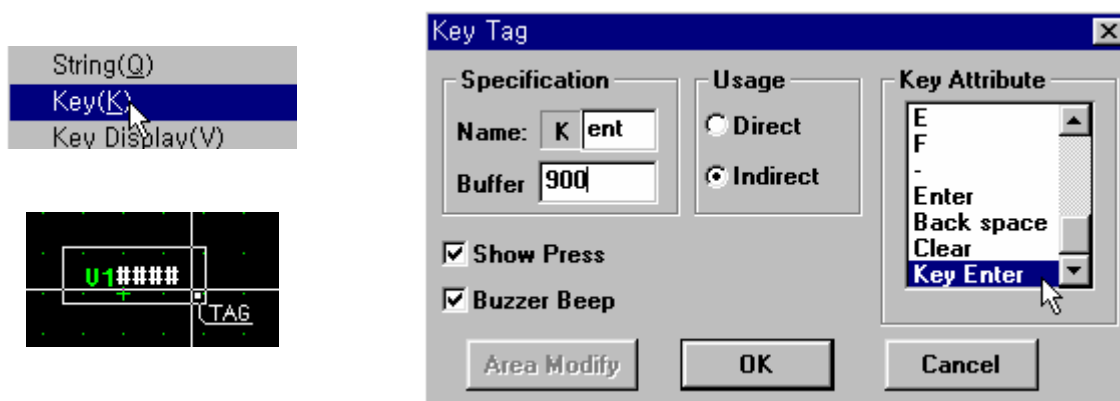 String(Q)
Key(K)
Key Display(V)
V1####
TAG
Key Tag
Specification
Name: K ent
Buffer 900
Usage
Direct
Indirect
Key Attribute
E
F
-
Enter
Back space
Clear
Key Enter
Show Press
Buzzer Beep
Area Modify
OK
Cancel